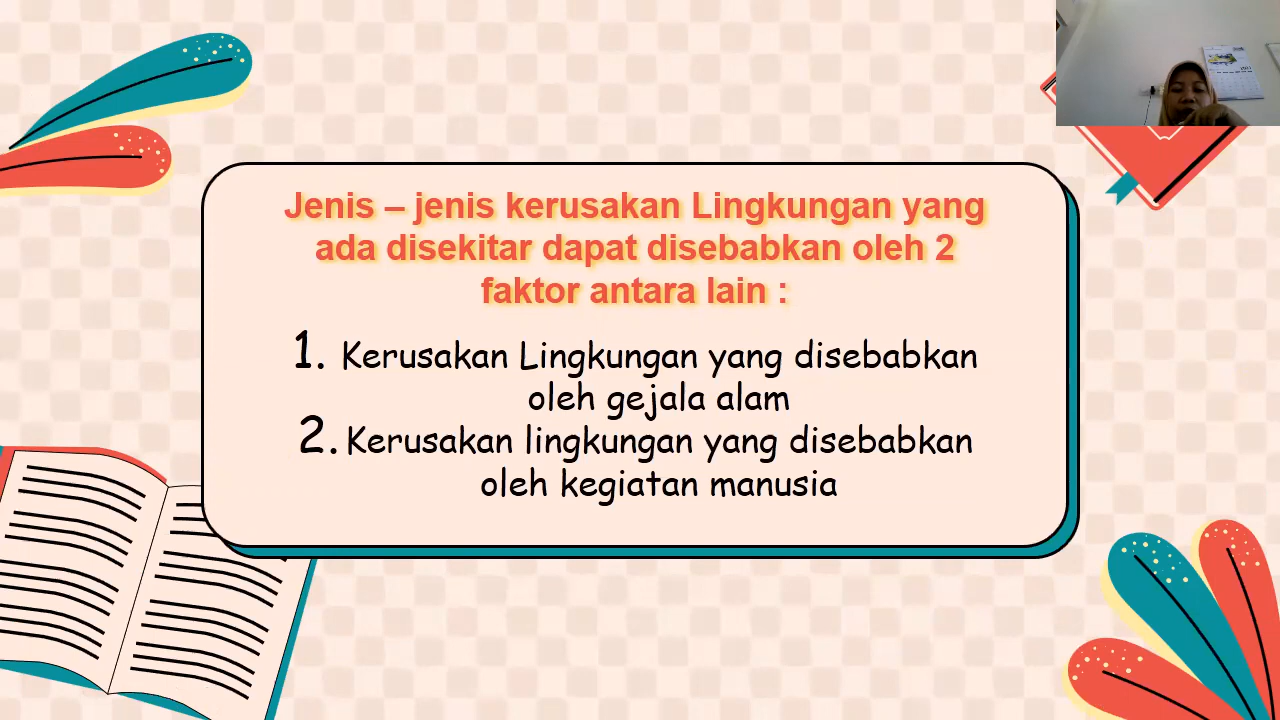 Jenis – jenis kerusakan Lingkungan yang
ada disekitar dapat disebabkan oleh 2
faktor antara lain :
1. Kerusakan Lingkungan yang disebabkan
oleh gejala alam
2. Kerusakan lingkungan yang disebabkan
oleh kegiatan manusia